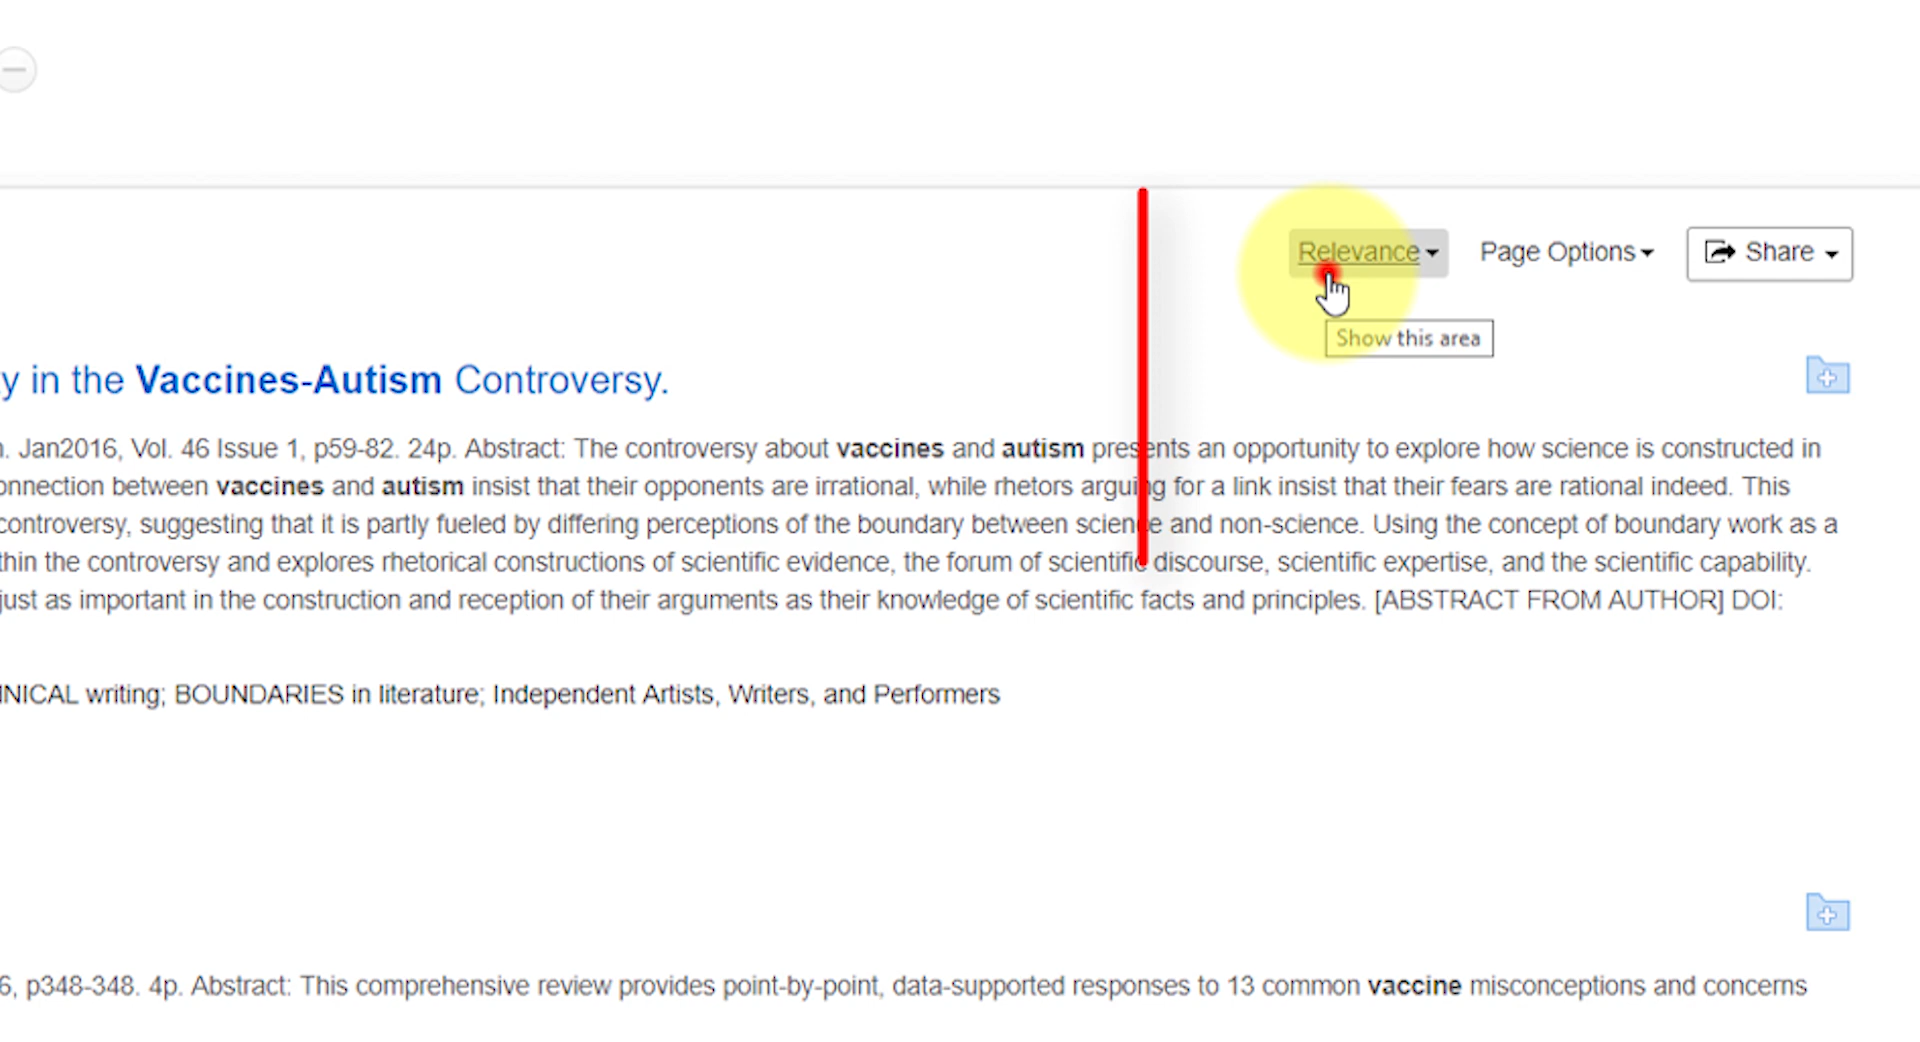 Relevance Page Options Share
Show this area
y in the Vaccines-Autism Controversy.
. Jan2016, Vol. 46 Issue 1, p59-82. 24p. Abstract: The controversy about vaccines and autism presents an opportunity to explore how science is constructed in
onnection between vaccines and autism insist that their opponents are irrational, while rhetors arguing for a link insist that their fears are rational indeed. This
controversy, suggesting that it is partly fueled by differing perceptions of the boundary between science and non-science. Using the concept of boundary work as a
thin the controversy and explores rhetorical constructions of scientific evidence, the forum of scientific discourse, scientific expertise, and the scientific capability.
just as important in the construction and reception of their arguments as their knowledge of scientific facts and principles. [ABSTRACT FROM AUTHOR] DOI:
NICAL writing; BOUNDARIES in literature; Independent Artists, Writers, and Performers
6, p348-348. 4p. Abstract: This comprehensive review provides point-by-point, data-supported responses to 13 common vaccine misconceptions and concerns